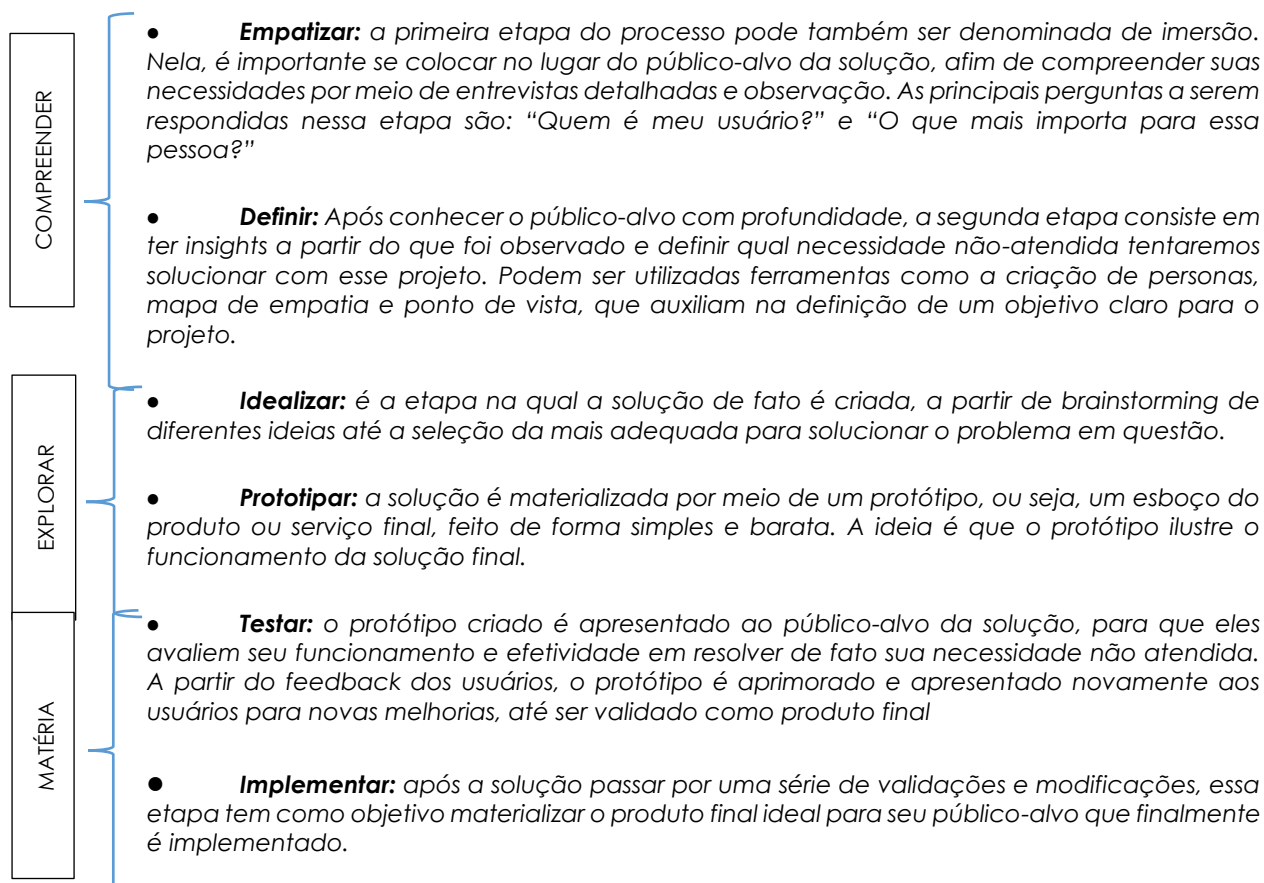 COMPREENDER
● Empatizar: a primeira etapa do processo pode também ser denominada de imersão.
Nela, é importante se colocar no lugar do público-alvo da solução, afim de compreender suas
necessidades por meio de entrevistas detalhadas e observação. As principais perguntas a serem
respondidas nessa etapa são: “Quem é meu usuário?” e “O que mais importa para essa
pessoa?”
● Definir: Após conhecer o público-alvo com profundidade, a segunda etapa consiste em
ter insights a partir do que foi observado e definir qual necessidade não-atendida tentaremos
solucionar com esse projeto. Podem ser utilizadas ferramentas como a criação de personas,
mapa de empatia e ponto de vista, que auxiliam na definição de um objetivo claro para o
projeto.
EXPLORAR
● Idealizar: é a etapa na qual a solução de fato é criada, a partir de brainstorming de
diferentes ideias até a seleção da mais adequada para solucionar o problema em questão.
● Prototipar: a solução é materializada por meio de um protótipo, ou seja, um esboço do
produto ou serviço final, feito de forma simples e barata. A ideia é que o protótipo ilustre o
funcionamento da solução final.
MATÉRIA
● Testar: o protótipo criado é apresentado ao público-alvo da solução, para que eles
avaliem seu funcionamento e efetividade em resolver de fato sua necessidade não atendida.
A partir do feedback dos usuários, o protótipo é aprimorado e apresentado novamente aos
usuários para novas melhorias, até ser validado como produto final
● Implementar: após a solução passar por uma série de validações e modificações, essa
etapa tem como objetivo materializar o produto final ideal para seu público-alvo que finalmente
é implementado.